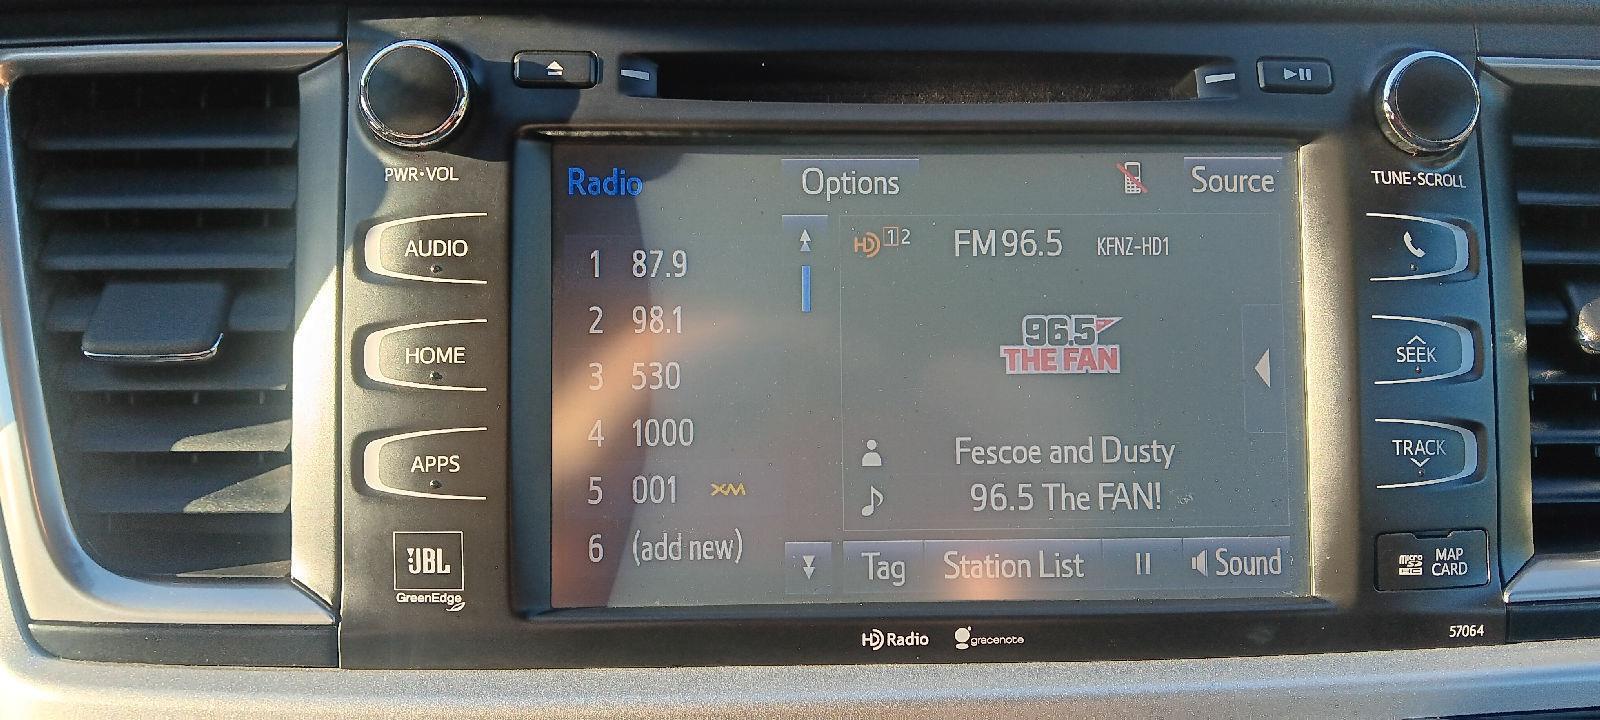 PWR•VOL
AUDIO
HOME
APPS
JBL
GreenEdge
Radio
Options
Source
1 87.9
2 98.1
3 530
4 1000
5 001 XM
6 (add new)
HD 1 2 FM 96.5 KFNZ-HD1
96.5
THE FAN
Fescoe and Dusty
96.5 The FAN!
Tag
Station List
Sound
HD Radio
gracenote
TUNE•SCROLL
SEEK
TRACK
micro
SD
HC
MAP
CARD
57064